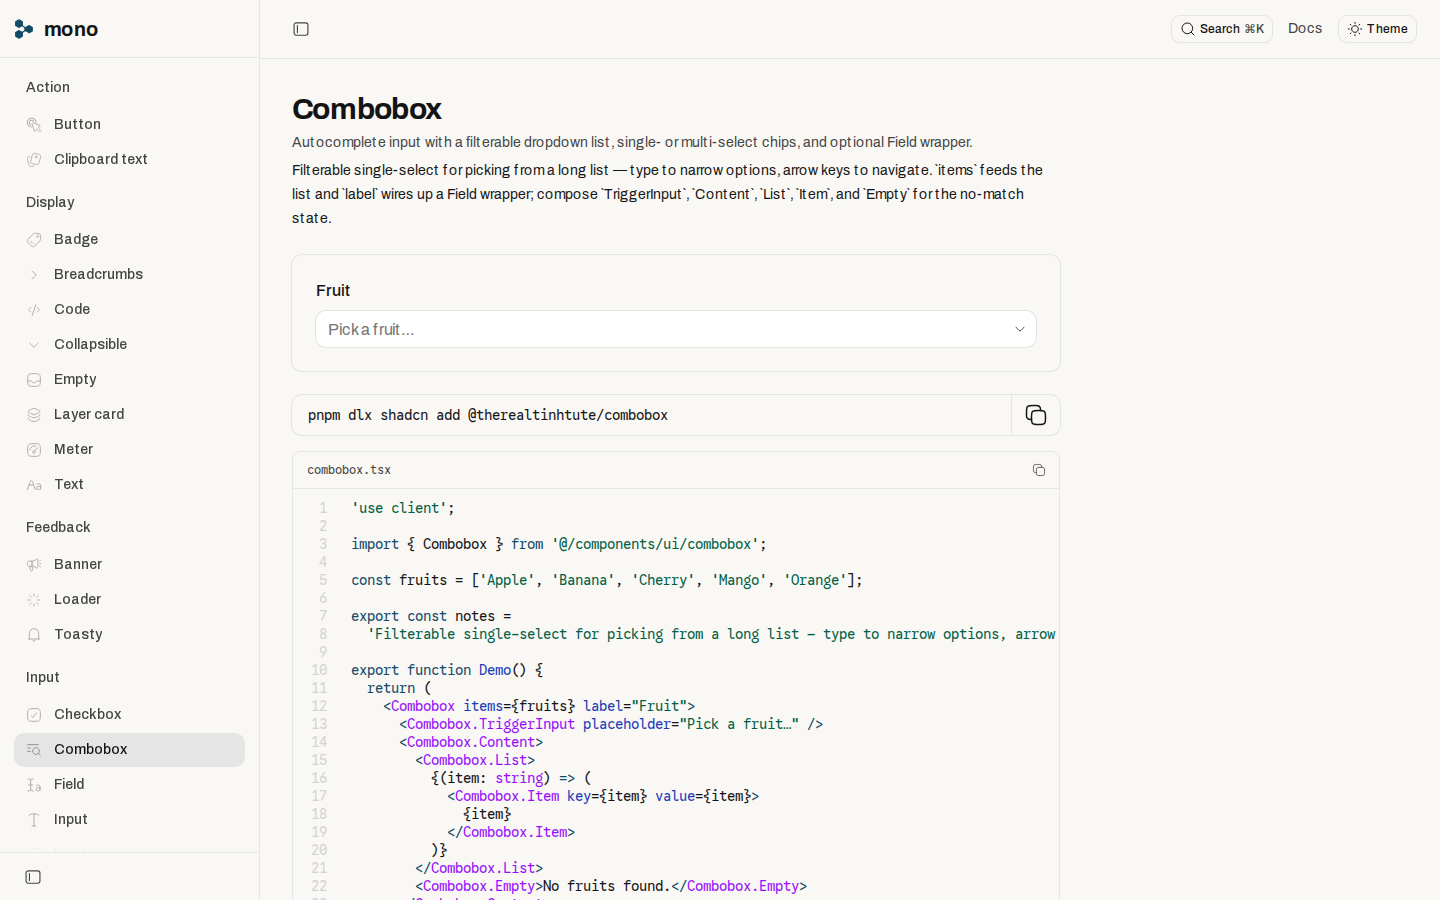 mono
Search ⌘K
Docs
Theme
Action
Button
Clipboard text
Display
Badge
Breadcrumbs
Code
Collapsible
Empty
Layer card
Meter
Text
Feedback
Banner
Loader
Toasty
Input
Checkbox
Combobox
Field
Input
Combobox
Autocomplete input with a filterable dropdown list, single- or multi-select chips, and optional Field wrapper.
Filterable single-select for picking from a long list — type to narrow options, arrow keys to navigate. `items` feeds the
list and `label` wires up a Field wrapper; compose `TriggerInput`, `Content`, `List`, `Item`, and `Empty` for the no-match
state.
Fruit
Pick a fruit…
pnpm dlx shadcn add @therealtinhtute/combobox
combobox.tsx
1 'use client';
2
3 import { Combobox } from '@/components/ui/combobox';
4
5 const fruits = ['Apple', 'Banana', 'Cherry', 'Mango', 'Orange'];
6
7 export const notes =
8 'Filterable single-select for picking from a long list — type to narrow options, arrow
9
10 export function Demo() {
11 return (
12 <Combobox items={fruits} label="Fruit">
13 <Combobox.TriggerInput placeholder="Pick a fruit…" />
14 <Combobox.Content>
15 <Combobox.List>
16 {(item: string) => (
17 <Combobox.Item key={item} value={item}>
18 {item}
19 </Combobox.Item>
20 )}
21 </Combobox.List>
22 <Combobox.Empty>No fruits found.</Combobox.Empty>